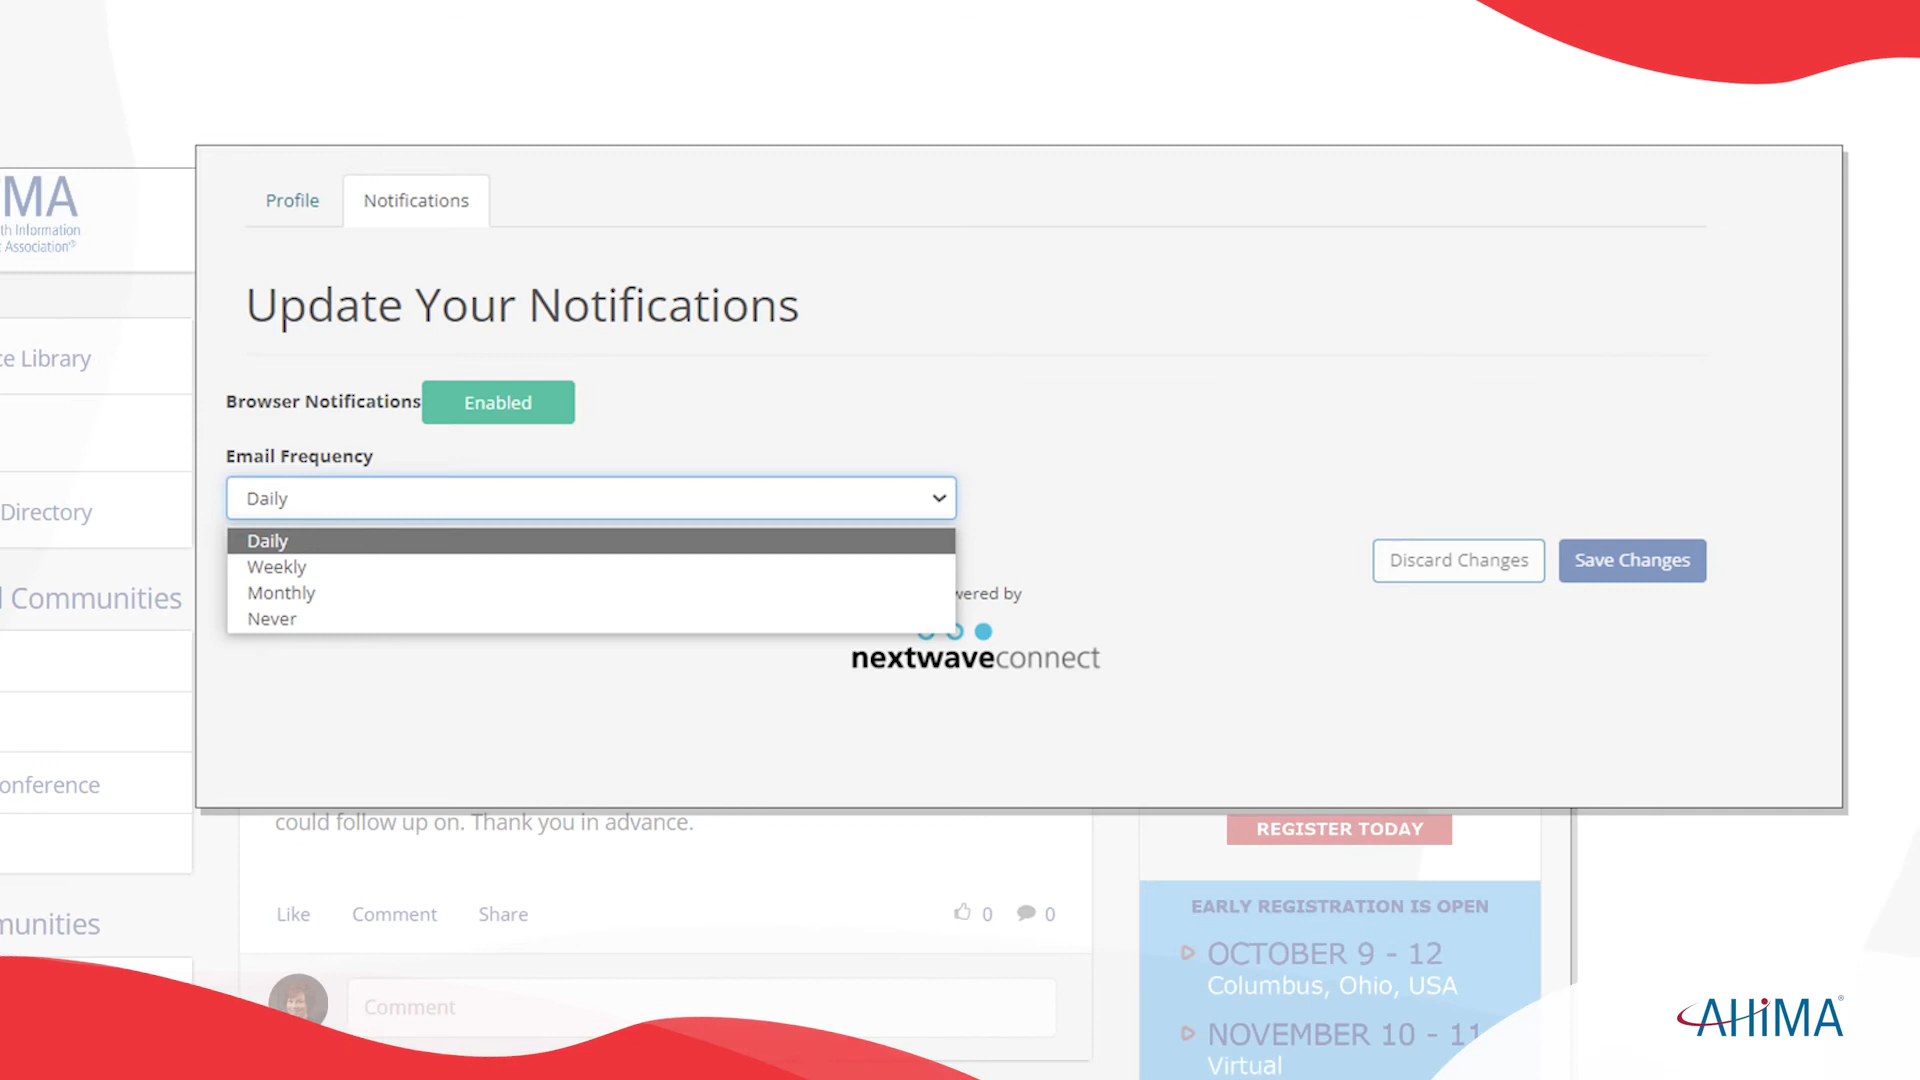 MA
th Information
Association®
Profile
Notifications
Update Your Notifications
Browser Notifications
Enabled
Email Frequency
Daily
Daily
Weekly
Monthly
Never
Discard Changes
Save Changes
wered by
nextwaveconnect
ce Library
Directory
Communities
onference
munities
could follow up on. Thank you in advance.
Like
Comment
Share
0
0
Comment
REGISTER TODAY
EARLY REGISTRATION IS OPEN
OCTOBER 9 - 12
Columbus, Ohio, USA
NOVEMBER 10 - 11
Virtual
AHiMA®